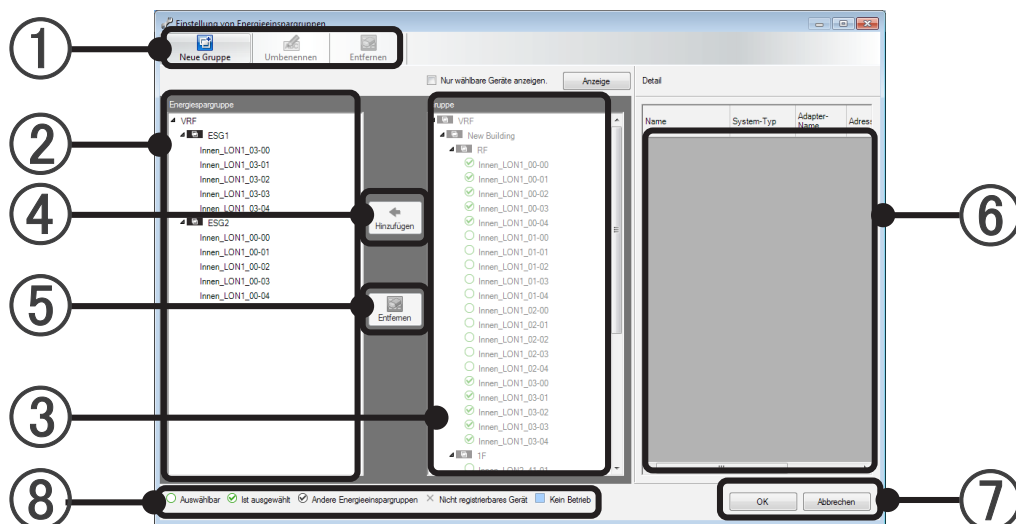 Einstellung von Energieeinspargruppen
① Neue Gruppe Umbenennen Entfernen
Nur wählbare Geräte anzeigen. Anzeige Detail
Energiespargruppe
ruppe
Name System-Typ Adapter-Name Adress
②
VRF
ESG1
Innen_LON1_03-00
Innen_LON1_03-01
Innen_LON1_03-02
Innen_LON1_03-03
Innen_LON1_03-04
ESG2
Innen_LON1_00-00
Innen_LON1_00-01
Innen_LON1_00-02
Innen_LON1_00-03
Innen_LON1_00-04
④ Hinzufügen
⑤ Entfernen
③
VRF
New Building
RF
Innen_LON1_00-00
Innen_LON1_00-01
Innen_LON1_00-02
Innen_LON1_00-03
Innen_LON1_00-04
Innen_LON1_01-00
Innen_LON1_01-01
Innen_LON1_01-02
Innen_LON1_01-03
Innen_LON1_01-04
Innen_LON1_02-00
Innen_LON1_02-01
Innen_LON1_02-02
Innen_LON1_02-03
Innen_LON1_02-04
Innen_LON1_03-00
Innen_LON1_03-01
Innen_LON1_03-02
Innen_LON1_03-03
Innen_LON1_03-04
1F
⑥
⑧ Auswählbar Ist ausgewählt Andere Energieeinspargruppen Nicht registrierbares Gerät Kein Betrieb
OK Abbrechen ⑦